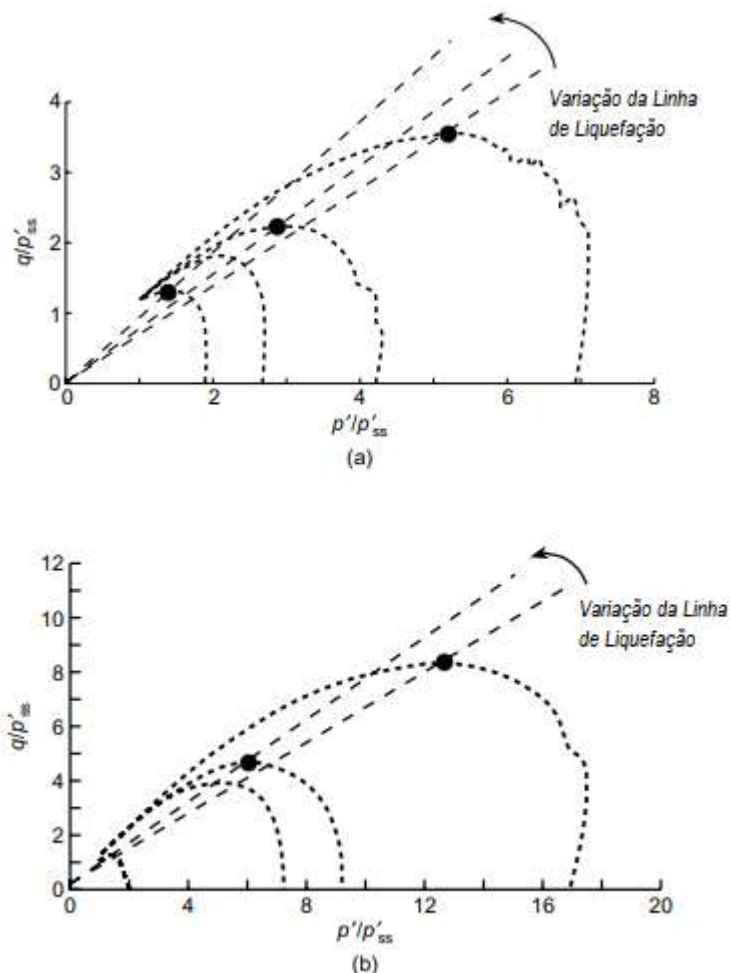 Variação da Linha
de Liquefação
4
3
2
1
0
q/p'ss
0
2
4
6
8
p'/p'ss
(a)
12
10
8
6
4
2
0
q/p'ss
Variação da Linha
de Liquefação
0
4
8
12
16
20
p'/p'ss
(b)